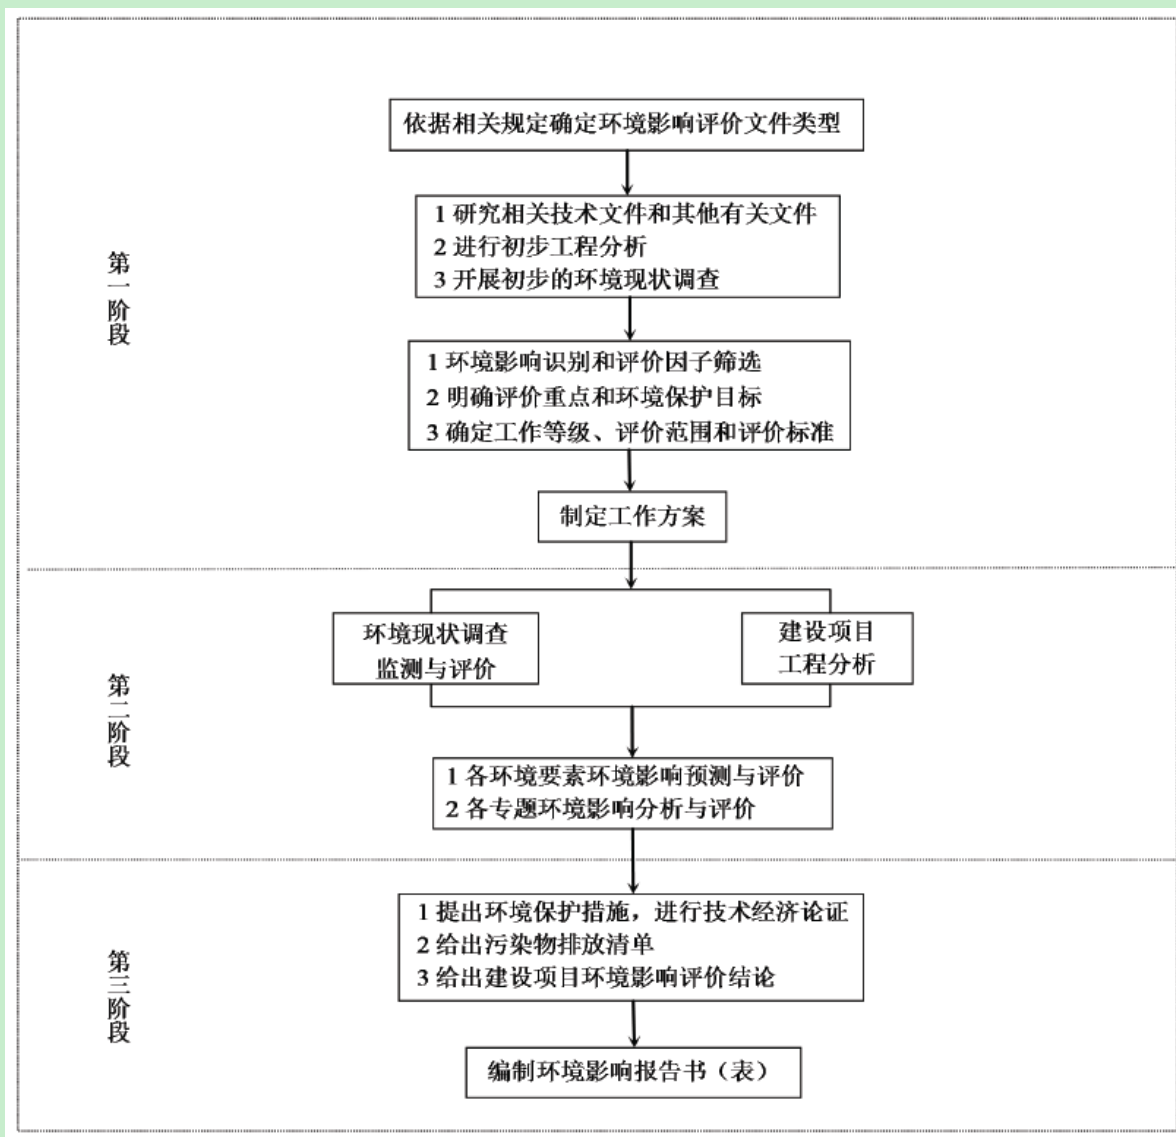 依据相关规定确定环境影响评价文件类型
1 研究相关技术文件和其他有关文件
2 进行初步工程分析
3 开展初步的环境现状调查
第一阶段
1 环境影响识别和评价因子筛选
2 明确评价重点和环境保护目标
3 确定工作等级、评价范围和评价标准
制定工作方案
环境现状调查
监测与评价
建设项目
工程分析
第二阶段
1 各环境要素环境影响预测与评价
2 各专题环境影响分析与评价
1 提出环境保护措施，进行技术经济论证
2 给出污染物排放清单
3 给出建设项目环境影响评价结论
第三阶段
编制环境影响报告书（表）